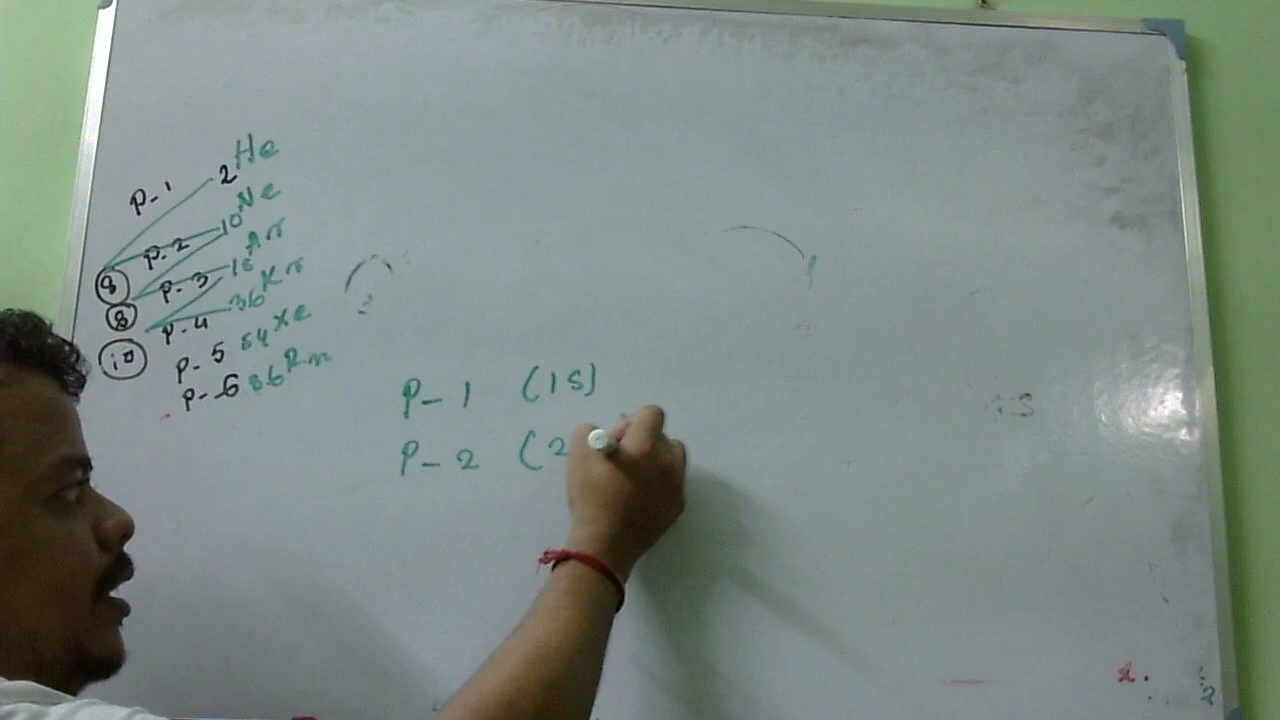 P-1 2 He
P-2 10 Ne
8 P-3 18 Ar
8 P-4 36 Kr
10 P-5 54 Xe
P-6 86 Rn
P-1 (1s)
P-2 (2